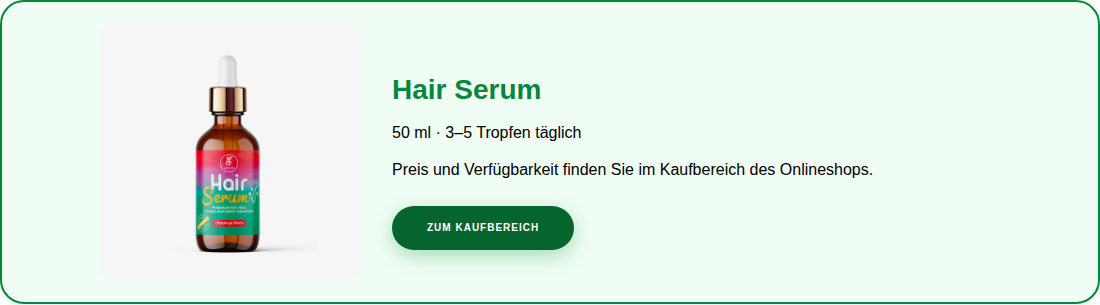 Hair
Serum
Hair Serum
50 ml · 3–5 Tropfen täglich
Preis und Verfügbarkeit finden Sie im Kaufbereich des Onlineshops.
ZUM KAUFBEREICH